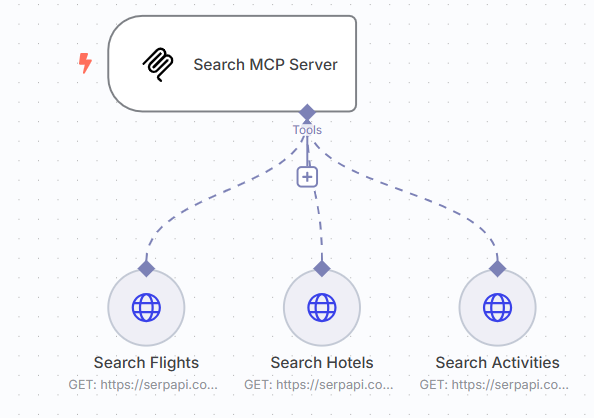 Search MCP Server
Tools
Search Flights
GET: https://serpapi.co...
Search Hotels
GET: https://serpapi.co...
Search Activities
GET: https://serpapi.co...